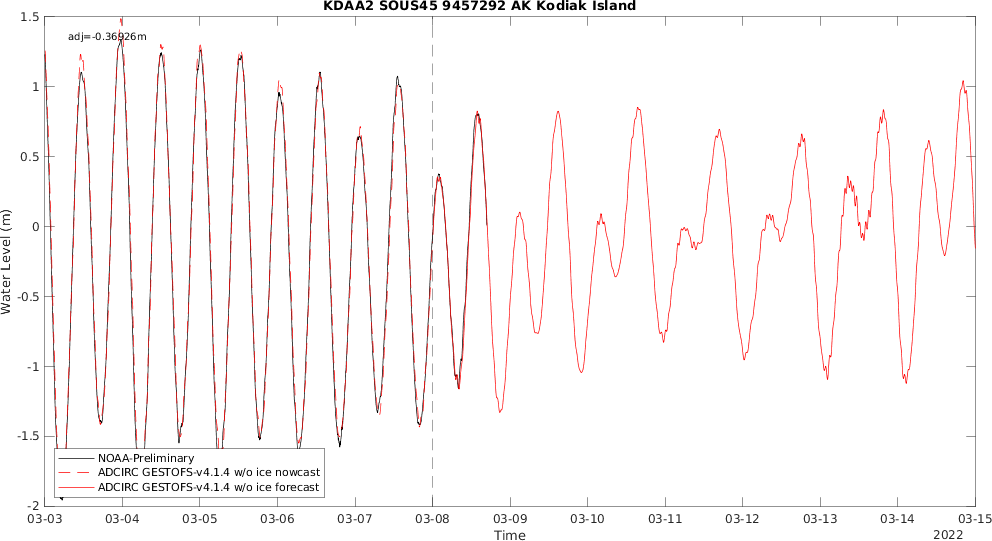 KDAA2 SOUS45 9457292 AK Kodiak Island
1.5
adj=-0.36926m
1
0.5
0
-0.5
-1
-1.5
-2
Water Level (m)
NOAA-Preliminary
ADCIRC GESTOFS-v4.1.4 w/o ice nowcast
ADCIRC GESTOFS-v4.1.4 w/o ice forecast
03-03 03-04 03-05 03-06 03-07 03-08 03-09 03-10 03-11 03-12 03-13 03-14 03-15
Time
2022